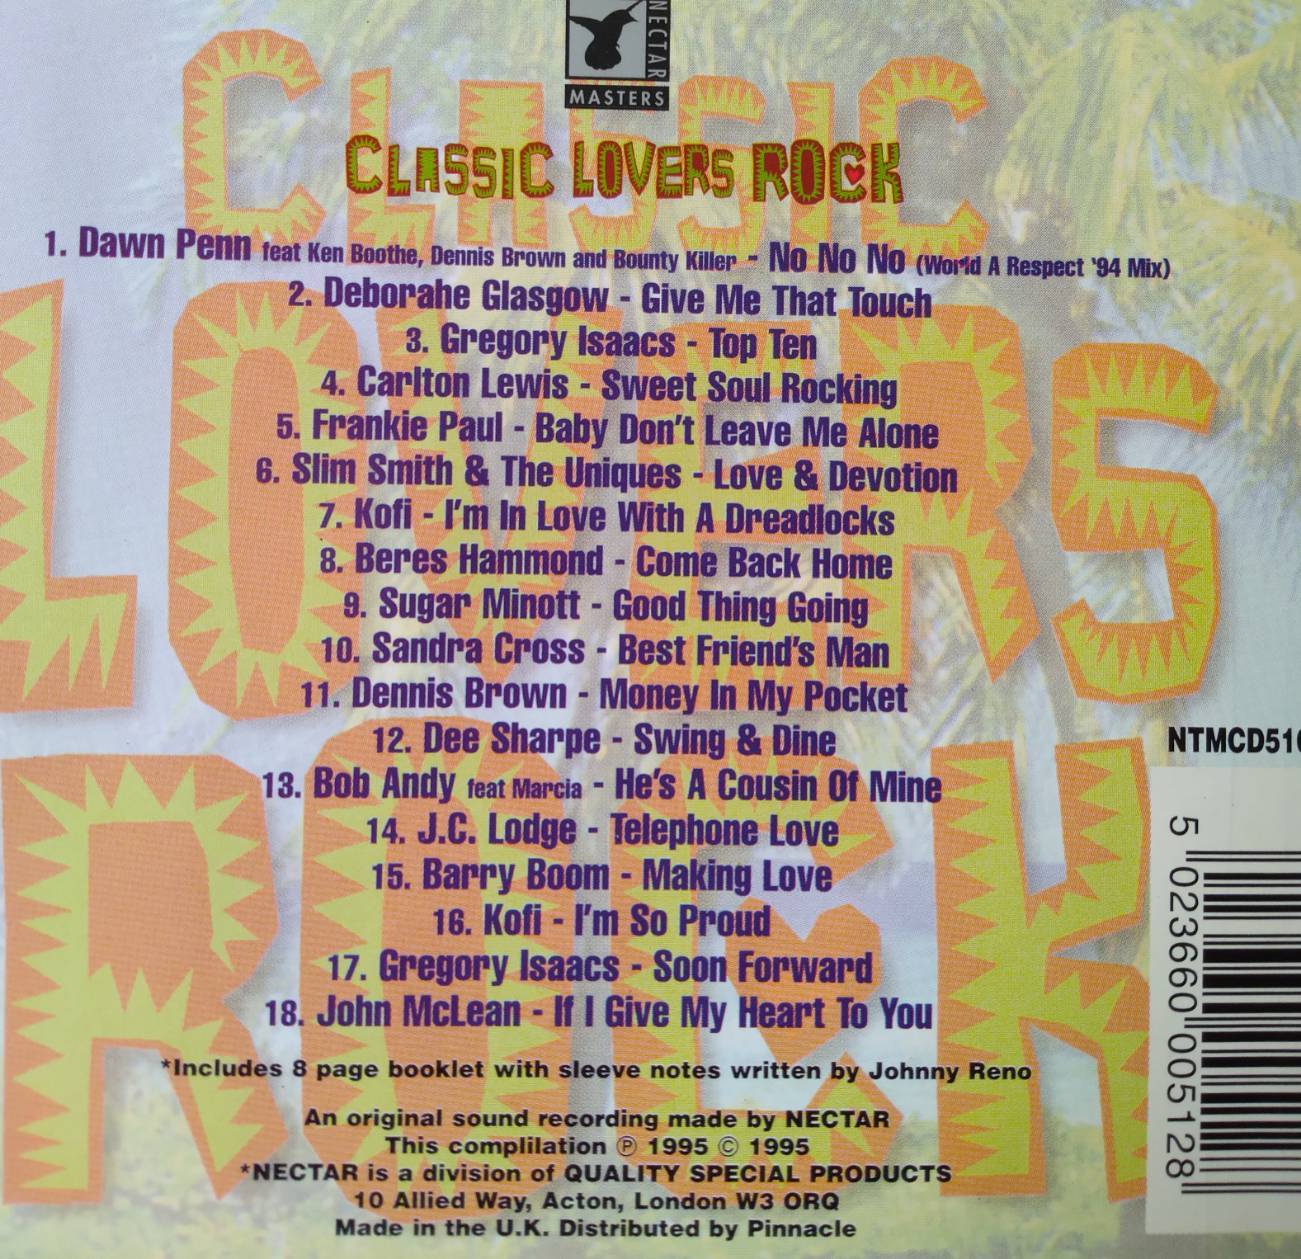 NECTAR
MASTERS
CLASSIC LOVERS ROCK
CLASSIC LOVERS ROCK
1. Dawn Penn feat Ken Boothe, Dennis Brown and Bounty Killer - No No No (World A Respect '94 Mix)
2. Deborahe Glasgow - Give Me That Touch
3. Gregory Isaacs - Top Ten
4. Carlton Lewis - Sweet Soul Rocking
5. Frankie Paul - Baby Don't Leave Me Alone
6. Slim Smith & The Uniques - Love & Devotion
7. Kofi - I'm In Love With A Dreadlocks
8. Beres Hammond - Come Back Home
9. Sugar Minott - Good Thing Going
10. Sandra Cross - Best Friend's Man
11. Dennis Brown - Money In My Pocket
12. Dee Sharpe - Swing & Dine
13. Bob Andy feat Marcia - He's A Cousin Of Mine
14. J.C. Lodge - Telephone Love
15. Barry Boom - Making Love
16. Kofi - I'm So Proud
17. Gregory Isaacs - Soon Forward
18. John McLean - If I Give My Heart To You
*Includes 8 page booklet with sleeve notes written by Johnny Reno
An original sound recording made by NECTAR
This complilation ℗ 1995 © 1995
*NECTAR is a division of QUALITY SPECIAL PRODUCTS
10 Allied Way, Acton, London W3 ORQ
Made in the U.K. Distributed by Pinnacle
NTMCD51
5 023660 005128